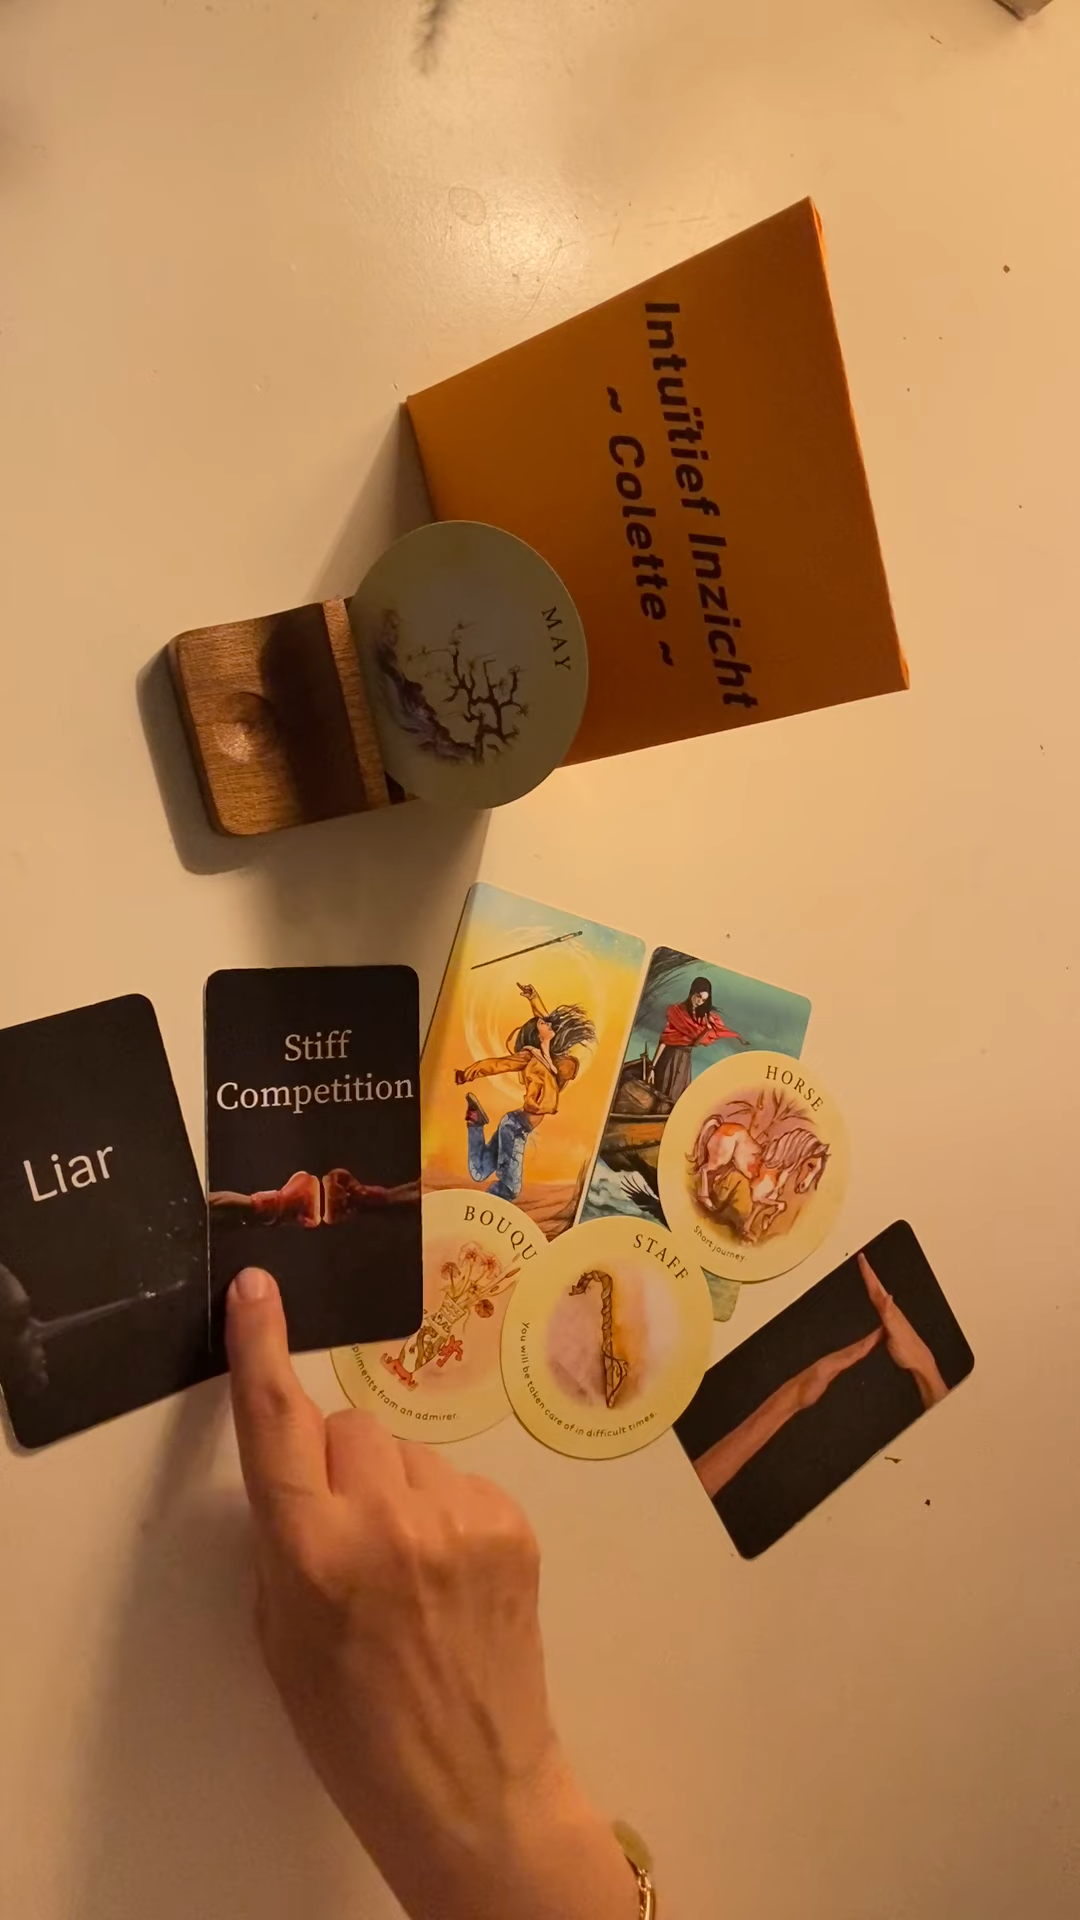 Intuïtief Inzicht
~ Colette ~
MAY
Stiff
Competition
Liar
HORSE
Short journey.
BOUQU
pliments from an admirer.
STAFF
You will be taken care of in difficult times.